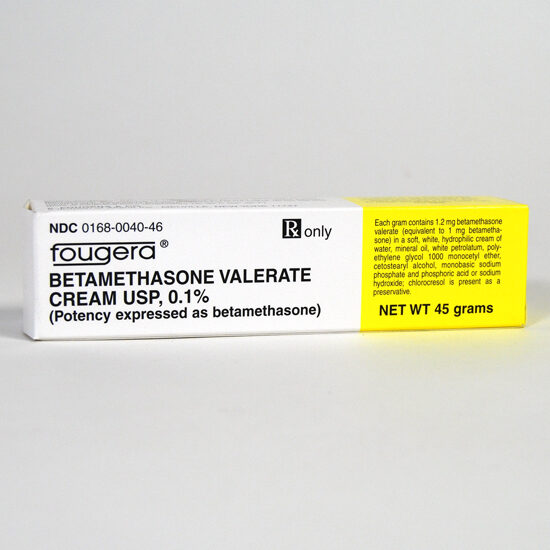 NDC 0168-0040-46
fougera®
BETAMETHASONE VALERATE
CREAM USP, 0.1%
(Potency expressed as betamethasone)
Rx only
Each gram contains 1.2 mg betamethasone
valerate (equivalent to 1 mg betametha-
sone) in a soft, white, hydrophilic cream of
water, mineral oil, white petrolatum, poly-
ethylene glycol 1000 monocetyl ether,
cetostearyl alcohol, monobasic sodium
phosphate and phosphoric acid or sodium
hydroxide; chlorocresol is present as a
preservative.
NET WT 45 grams